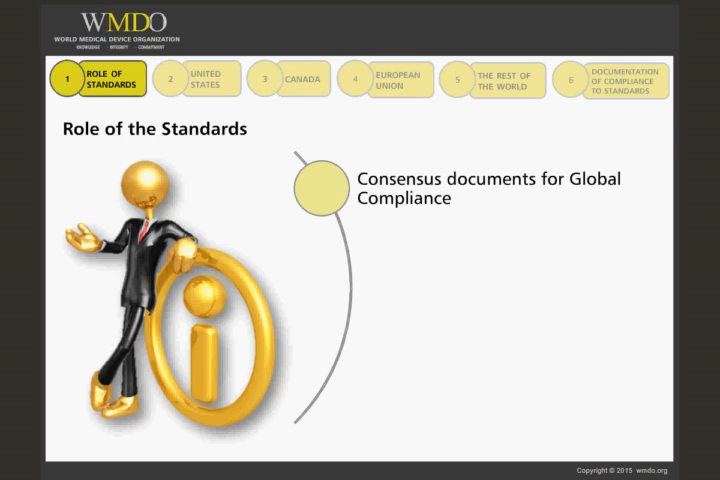 WMDO
WORLD MEDICAL DEVICE ORGANIZATION
KNOWLEDGE - INTEGRITY - COMMITMENT
1 ROLE OF
STANDARDS
2 UNITED
STATES
3 CANADA
4 EUROPEAN
UNION
5 THE REST OF
THE WORLD
6 DOCUMENTATION
OF COMPLIANCE
TO STANDARDS
Role of the Standards
Consensus documents for Global
Compliance
i
Copyright © 2015 wmdo.org